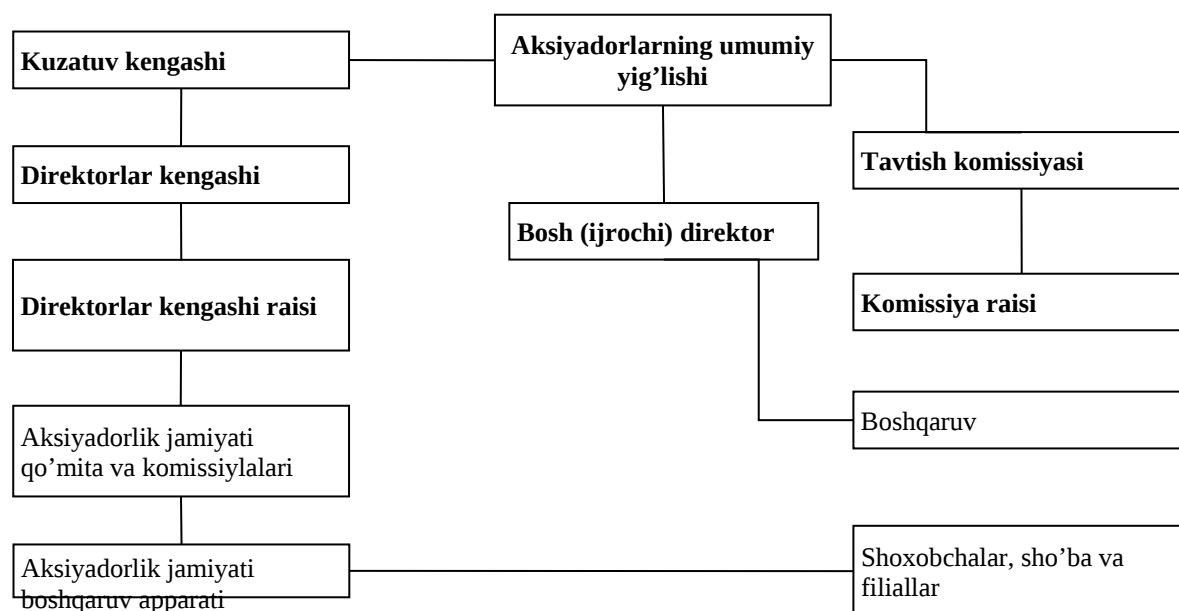 Kuzatuv kengashi
Aksiyadorlarning umumiy
yig’lishi
Direktorlar kengashi
Tavtish komissiyasi
Bosh (ijrochi) direktor
Direktorlar kengashi raisi
Komissiya raisi
Aksiyadorlik jamiyati
qo’mita va komissiylalari
Boshqaruv
Aksiyadorlik jamiyati
boshqaruv apparati
Shoxobchalar, sho’ba va
filiallar